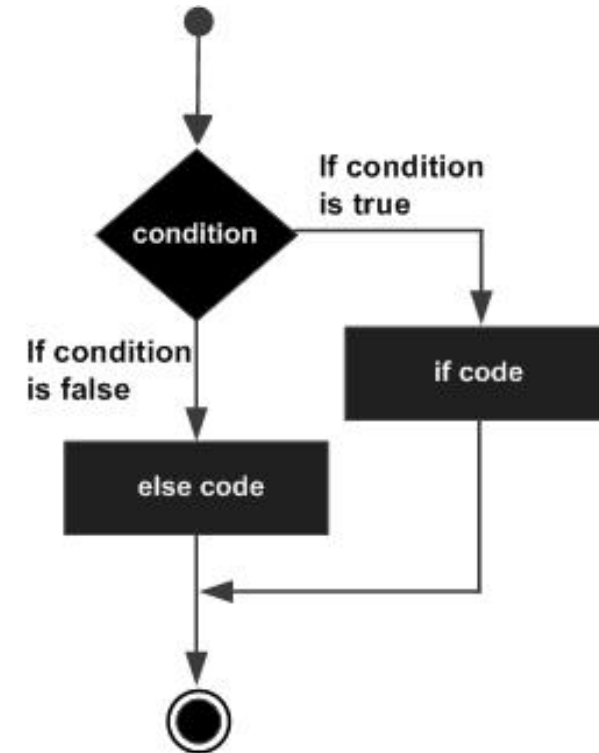 If condition
is true
condition
If condition
is false
if code
else code